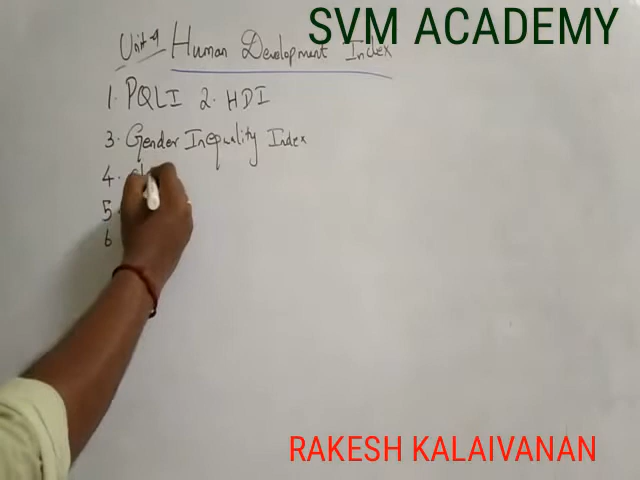 SVM ACADEMY
Unit 4 Human Development Index
1. PQLI 2. HDI
3. Gender Inequality Index
4.
5.
6
RAKESH KALAIVANAN